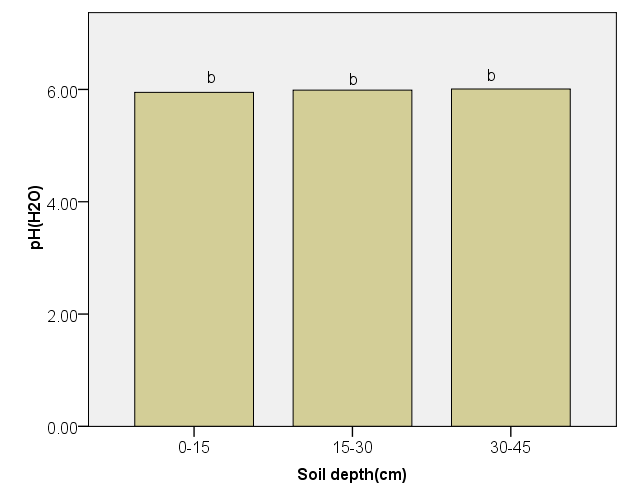 b b b
6.00
4.00
2.00
0.00
pH(H2O)
0-15 15-30 30-45
Soil depth(cm)